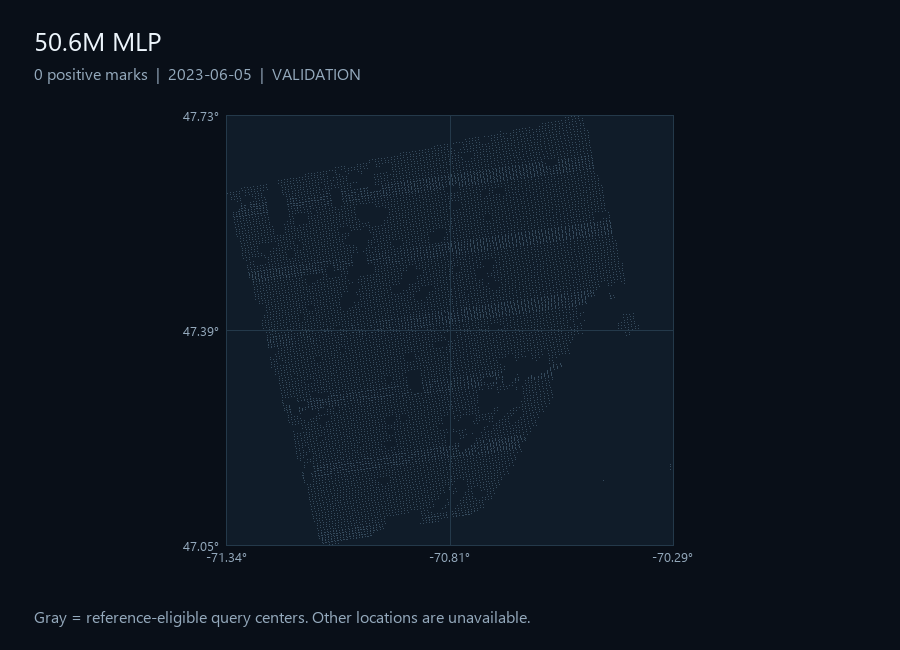 50.6M MLP
0 positive marks | 2023-06-05 | VALIDATION
47.73°
47.39°
47.05°
-71.34° -70.81° -70.29°
Gray = reference-eligible query centers. Other locations are unavailable.